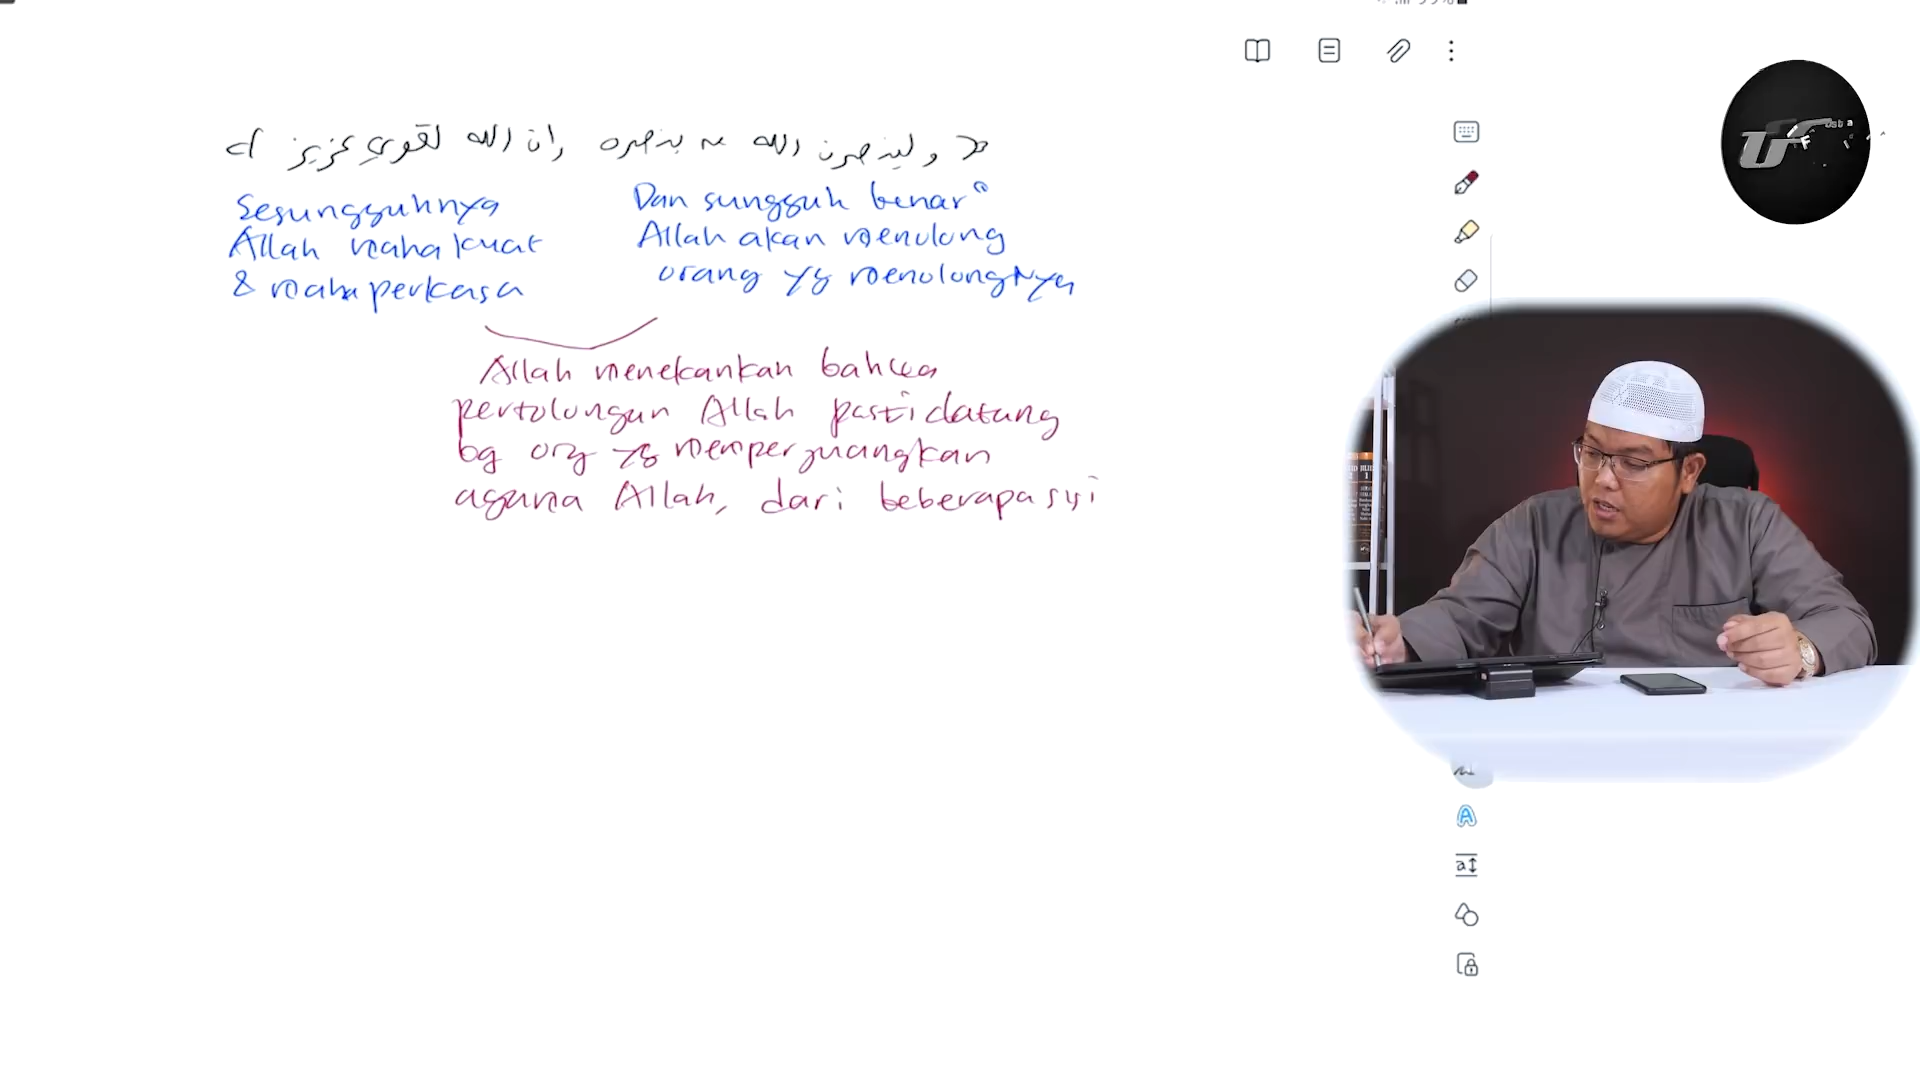 ولينصرن الله من ينصره إن الله لقوي عزيز
Dan sungguh benar²
Allah akan menolong
orang yg menolongNya
Sesungguhnya
Allah maha kuat
& maha perkasa
Allah menekankan bahwa
pertolongan Allah pasti datang
bg org yg memperjuangkan
agama Allah, dari beberapa sisi
UF